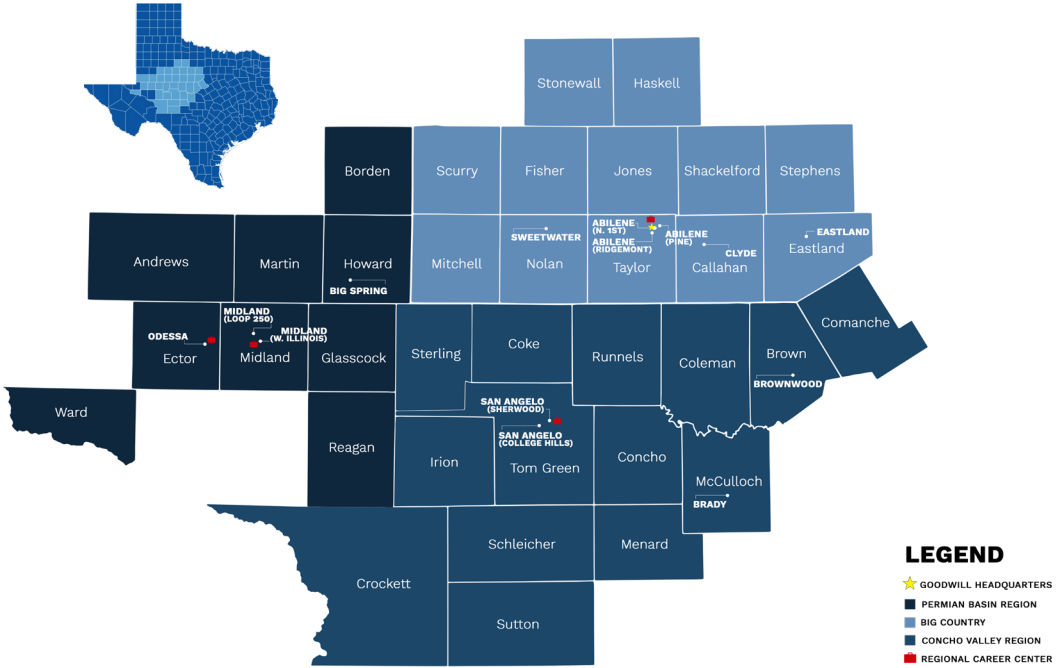 Stonewall
Haskell
Borden
Scurry
Fisher
Jones
Shackelford
Stephens
Andrews
Martin
Howard
BIG SPRING
Mitchell
SWEETWATER
Nolan
ABILENE
(N. 1ST)
ABILENE
(PINE)
ABILENE
(RIDGEMONT)
Taylor
CLYDE
Callahan
EASTLAND
Eastland
ODESSA
Ector
MIDLAND
(LOOP 250)
MIDLAND
(W. ILLINOIS)
Midland
Glasscock
Sterling
Coke
Runnels
Coleman
Brown
BROWNWOOD
Comanche
Ward
Reagan
Irion
SAN ANGELO
(SHERWOOD)
SAN ANGELO
(COLLEGE HILLS)
Tom Green
Concho
McCulloch
BRADY
Crockett
Schleicher
Menard
Sutton
LEGEND
GOODWILL HEADQUARTERS
PERMIAN BASIN REGION
BIG COUNTRY
CONCHO VALLEY REGION
REGIONAL CAREER CENTER